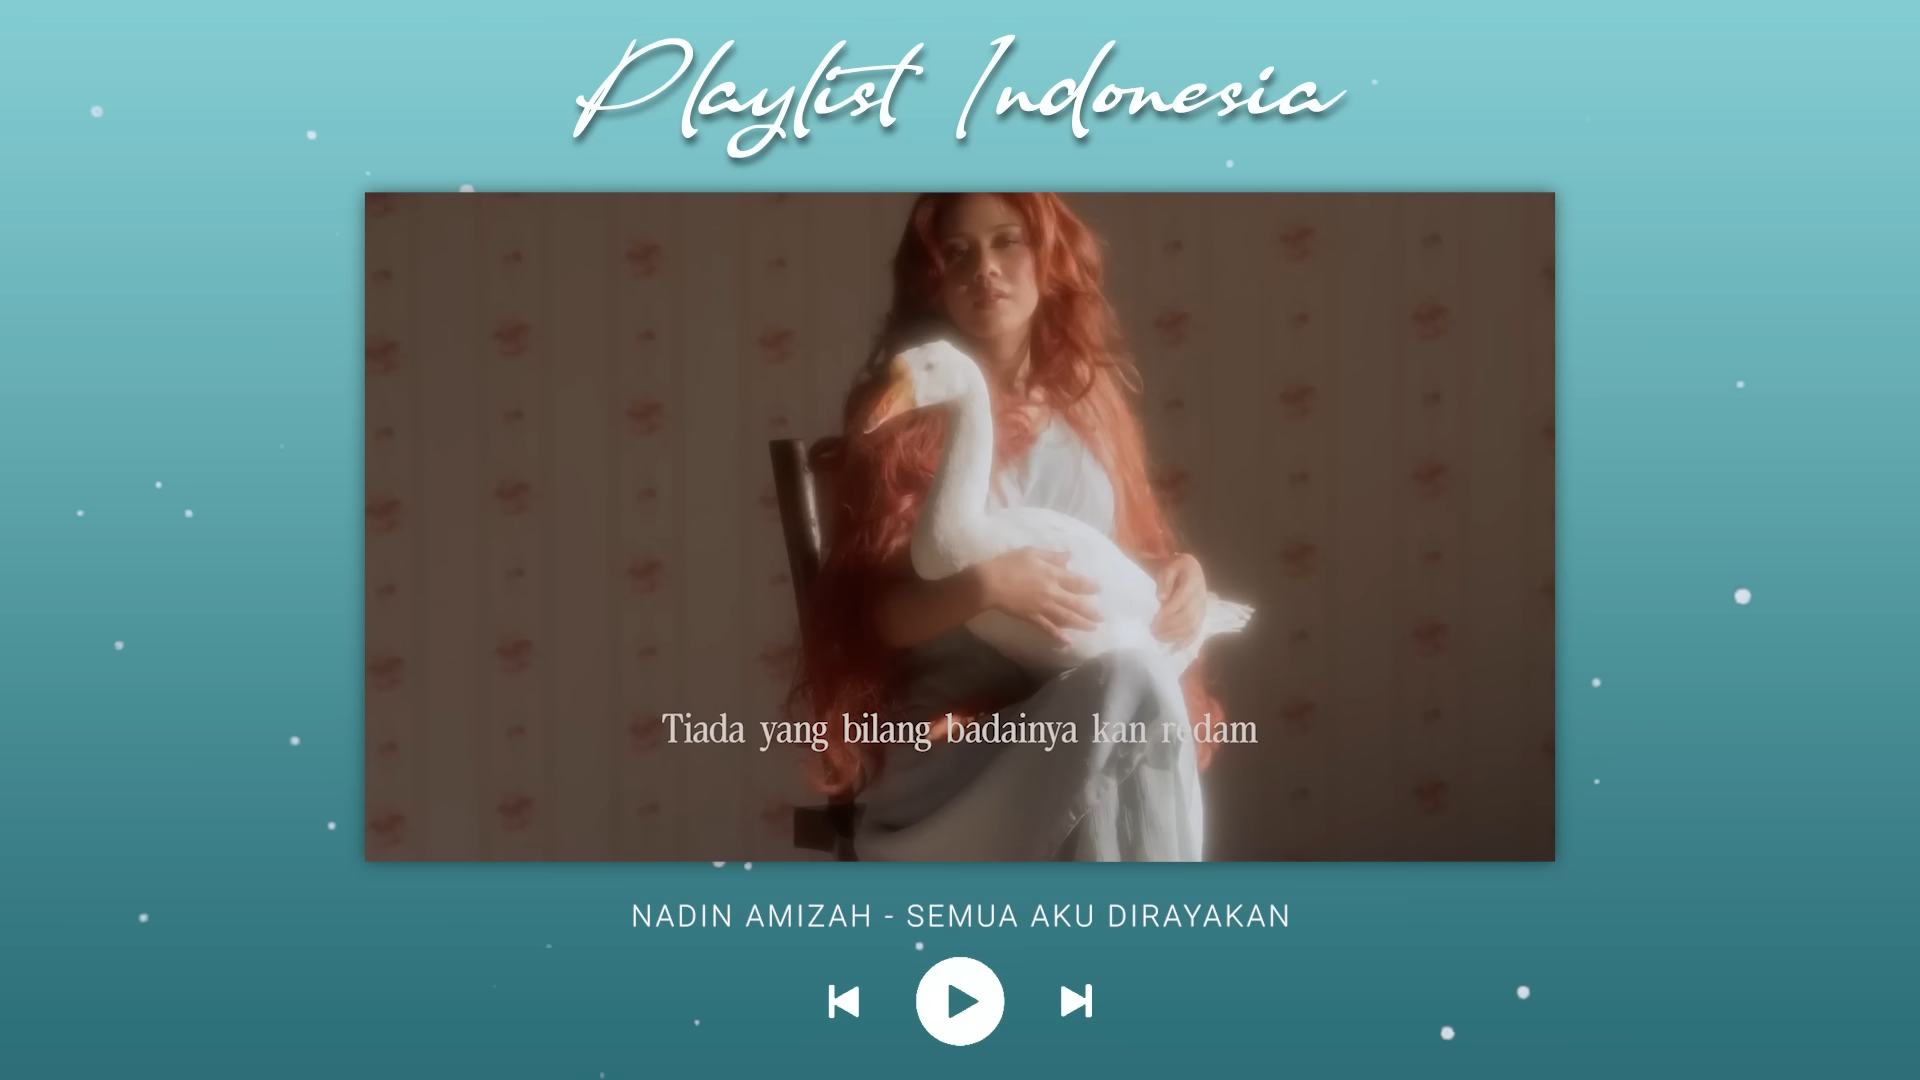 Playlist Indonesia
Tiada yang bilang badainya kan redam
NADIN AMIZAH - SEMUA AKU DIRAYAKAN